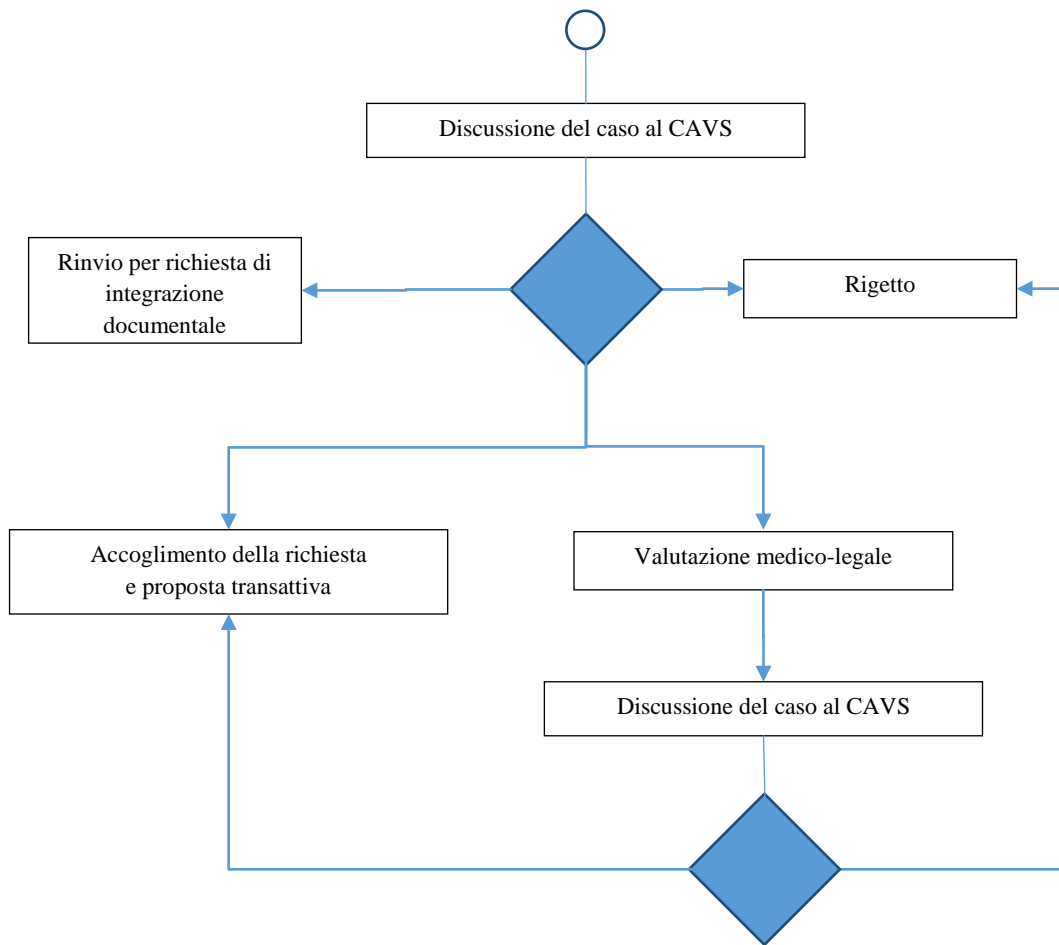 Discussione del caso al CAVS
Rinvio per richiesta di
integrazione
documentale
Rigetto
Accoglimento della richiesta
e proposta transattiva
Valutazione medico-legale
Discussione del caso al CAVS